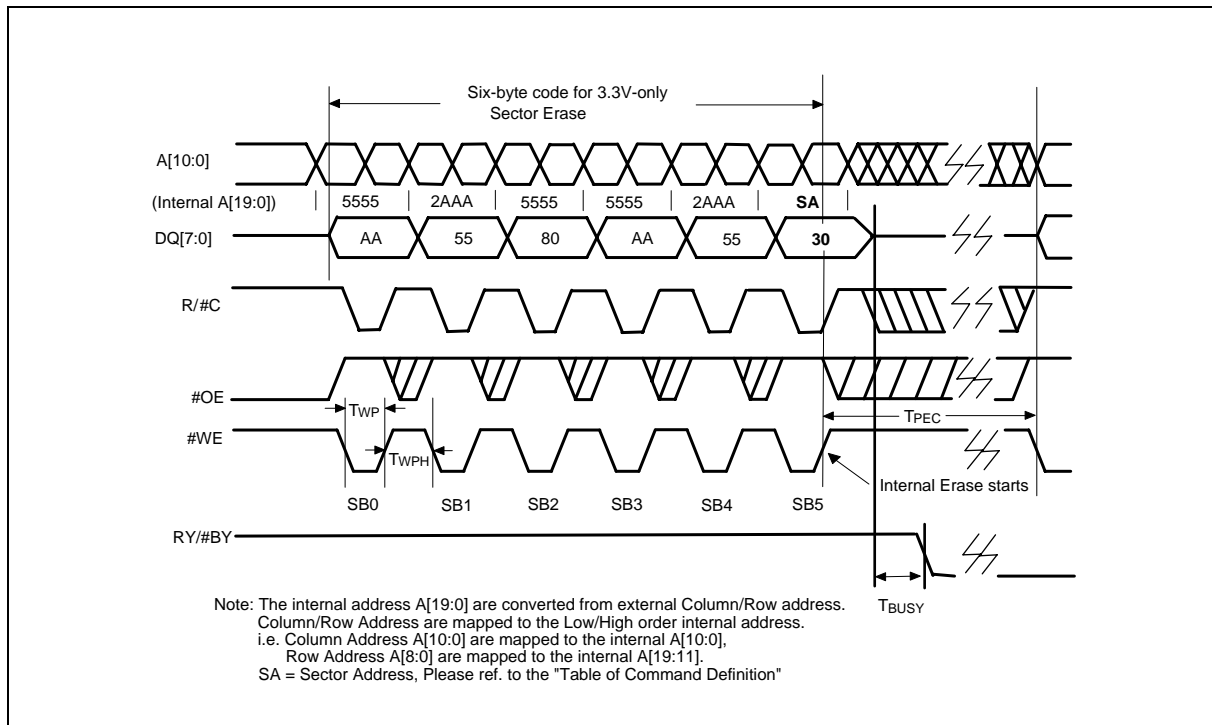 Six-byte code for 3.3V-only
Sector Erase
A[10:0]
(Internal A[19:0])
5555 2AAA 5555 5555 2AAA SA
DQ[7:0]
AA 55 80 AA 55 30
R/#C
#OE
TWP
TPEC
#WE
TWPH
Internal Erase starts
SB0 SB1 SB2 SB3 SB4 SB5
RY/#BY
TBUSY
Note: The internal address A[19:0] are converted from external Column/Row address.
Column/Row Address are mapped to the Low/High order internal address.
i.e. Column Address A[10:0] are mapped to the internal A[10:0],
Row Address A[8:0] are mapped to the internal A[19:11].
SA = Sector Address, Please ref. to the "Table of Command Definition"